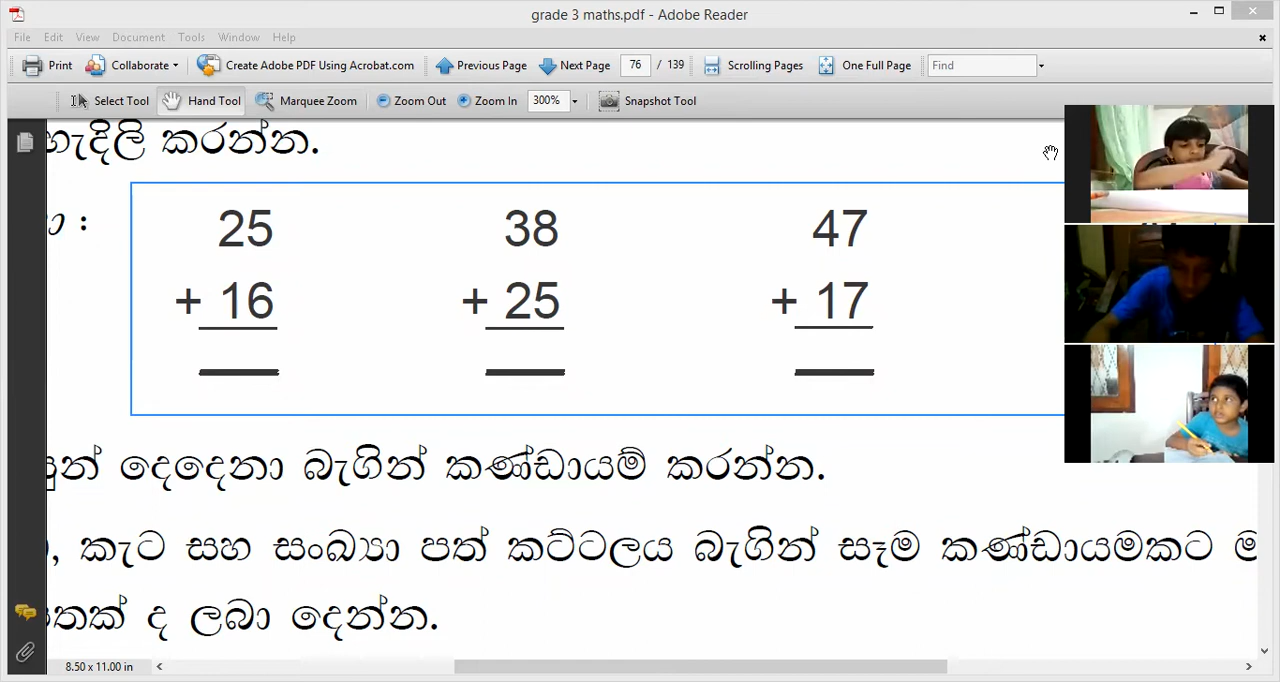 grade 3 maths.pdf - Adobe Reader
File Edit View Document Tools Window Help
Print Collaborate Create Adobe PDF Using Acrobat.com Previous Page Next Page 76 / 139 Scrolling Pages One Full Page Find
Select Tool Hand Tool Marquee Zoom Zoom Out Zoom In 300% Snapshot Tool
හැදිලි කරන්න.
25 38 47
+ 16 + 25 + 17
දෙදෙනා බැගින් කණ්ඩායම් කරන්න.
කැට සහ සංඛ්‍යා පත් කට්ටලය බැගින් සෑම කණ්ඩායමකට ම
ද ලබා දෙන්න.
8.50 x 11.00 in